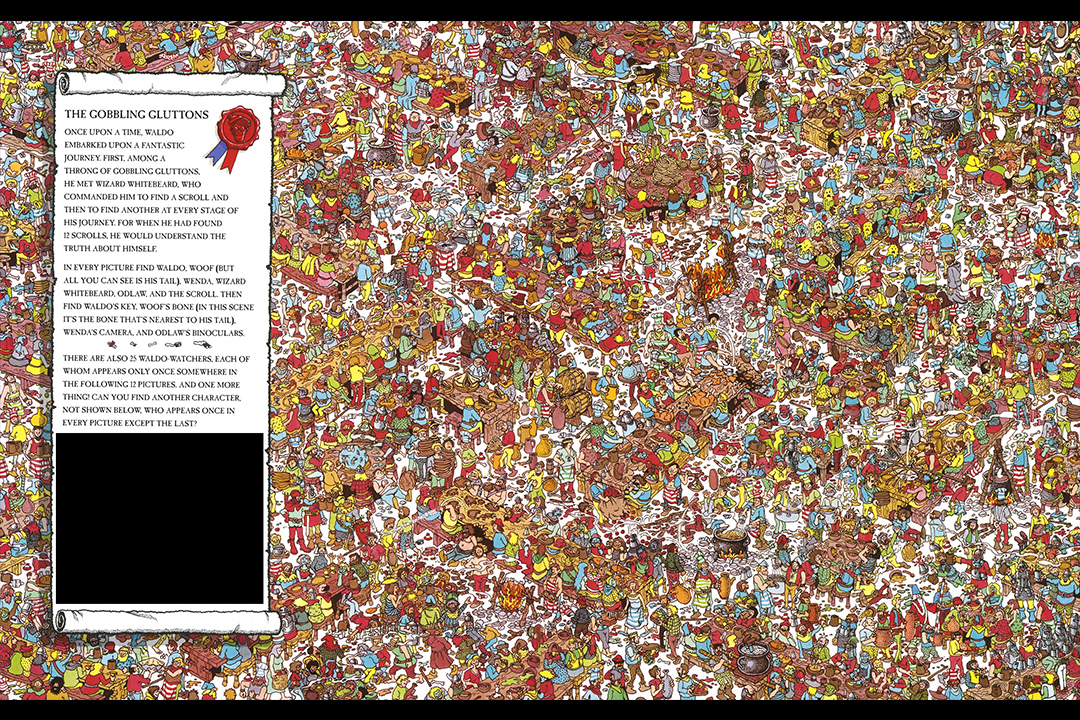 THE GOBBLING GLUTTONS
ONCE UPON A TIME, WALDO
EMBARKED UPON A FANTASTIC
JOURNEY. FIRST, AMONG A
THRONG OF GOBBLING GLUTTONS,
HE MET WIZARD WHITEBEARD, WHO
COMMANDED HIM TO FIND A SCROLL AND
THEN TO FIND ANOTHER AT EVERY STAGE OF
HIS JOURNEY. FOR WHEN HE HAD FOUND
12 SCROLLS, HE WOULD UNDERSTAND THE
TRUTH ABOUT HIMSELF.
IN EVERY PICTURE FIND WALDO, WOOF (BUT
ALL YOU CAN SEE IS HIS TAIL), WENDA, WIZARD
WHITEBEARD, ODLAW, AND THE SCROLL. THEN
FIND WALDO'S KEY, WOOF'S BONE (IN THIS SCENE
IT'S THE BONE THAT'S NEAREST TO HIS TAIL),
WENDA'S CAMERA, AND ODLAW'S BINOCULARS.
THERE ARE ALSO 25 WALDO-WATCHERS, EACH OF
WHOM APPEARS ONLY ONCE SOMEWHERE IN
THE FOLLOWING 12 PICTURES. AND ONE MORE
THING! CAN YOU FIND ANOTHER CHARACTER,
NOT SHOWN BELOW, WHO APPEARS ONCE IN
EVERY PICTURE EXCEPT THE LAST?